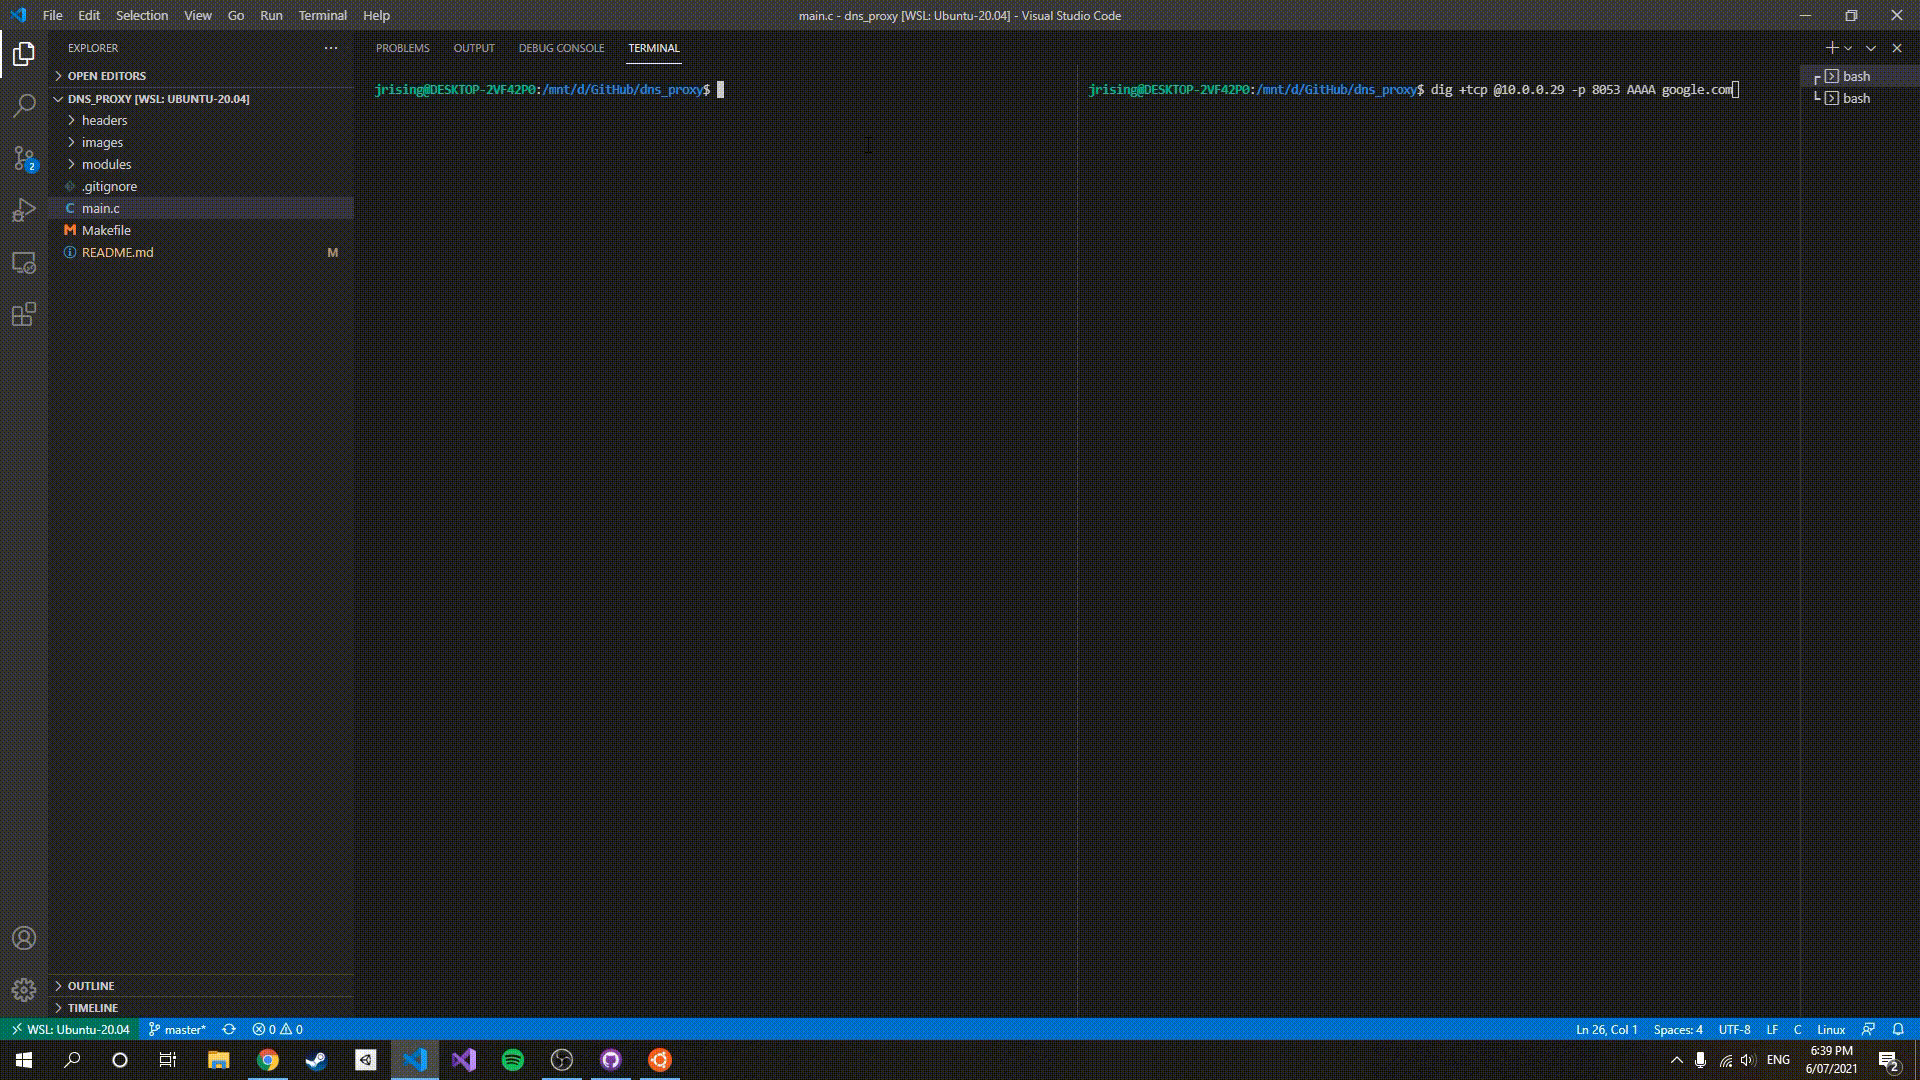 File Edit Selection View Go Run Terminal Help
main.c - dns_proxy [WSL: Ubuntu-20.04] - Visual Studio Code
EXPLORER
OPEN EDITORS
DNS_PROXY [WSL: UBUNTU-20.04]
headers
images
modules
.gitignore
C main.c
M Makefile
README.md M
2
OUTLINE
TIMELINE
PROBLEMS OUTPUT DEBUG CONSOLE TERMINAL
jrising@DESKTOP-2VF42P0:/mnt/d/GitHub/dns_proxy$
jrising@DESKTOP-2VF42P0:/mnt/d/GitHub/dns_proxy$ dig +tcp @10.0.0.29 -p 8053 AAAA google.com
bash
bash
WSL: Ubuntu-20.04 master* 0 0
Ln 26, Col 1 Spaces: 4 UTF-8 LF C Linux
ENG
6:39 PM
6/07/2021
2